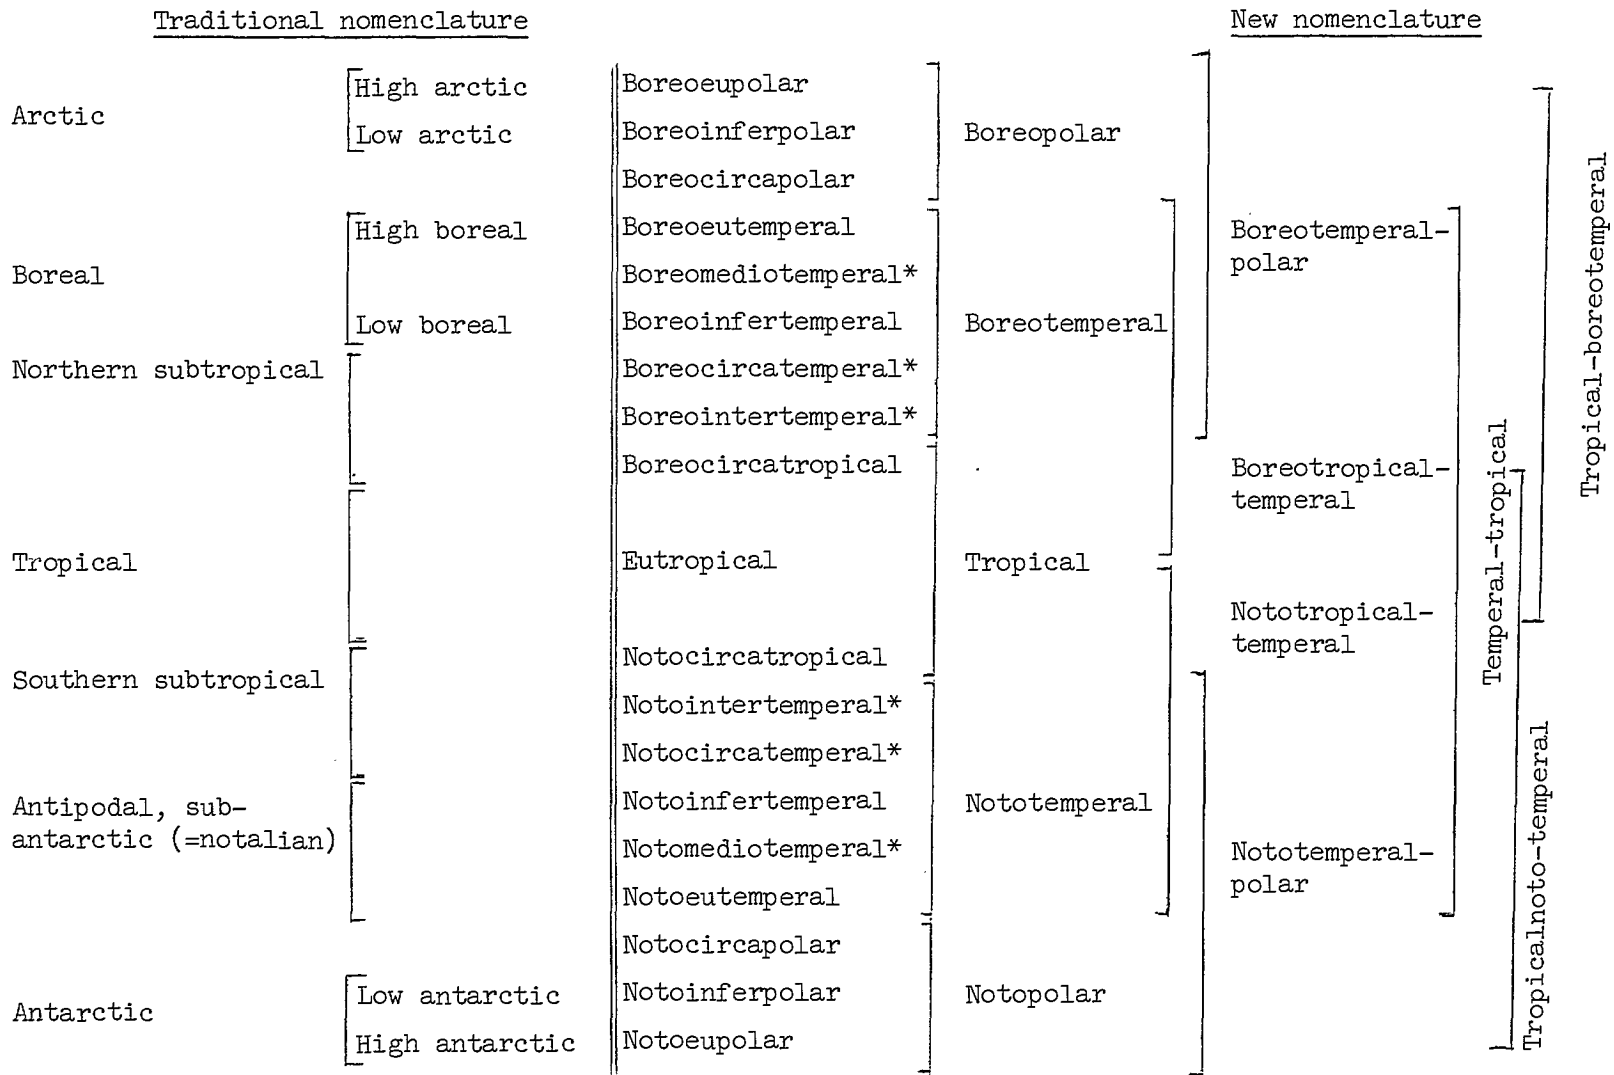 Traditional nomenclature
New nomenclature
Arctic
High arctic
Low arctic
Boreal
High boreal
Low boreal
Northern subtropical
Tropical
Southern subtropical
Antipodal, sub-
antarctic (=notalian)
Antarctic
Low antarctic
High antarctic
Boreoeupolar
Boreoinferpolar
Boreocircapolar
Boreoeutemperal
Boreomediotemperal*
Boreoinfertemperal
Boreocircatemperal*
Boreointertemperal*
Boreocircatropical
Eutropical
Notocircatropical
Notointertemperal*
Notocircatemperal*
Notoinfertemperal
Notomediotemperal*
Notoeutemperal
Notocircapolar
Notoinferpolar
Notoeupolar
Boreopolar
Boreotemperal
Tropical
Nototemperal
Notopolar
Boreotemperal-
polar
Boreotropical-
temperal
Nototropical-
temperal
Nototemperal-
polar
Temperal-tropical
Tropicalnoto-temperal
Tropical-boreotemperal